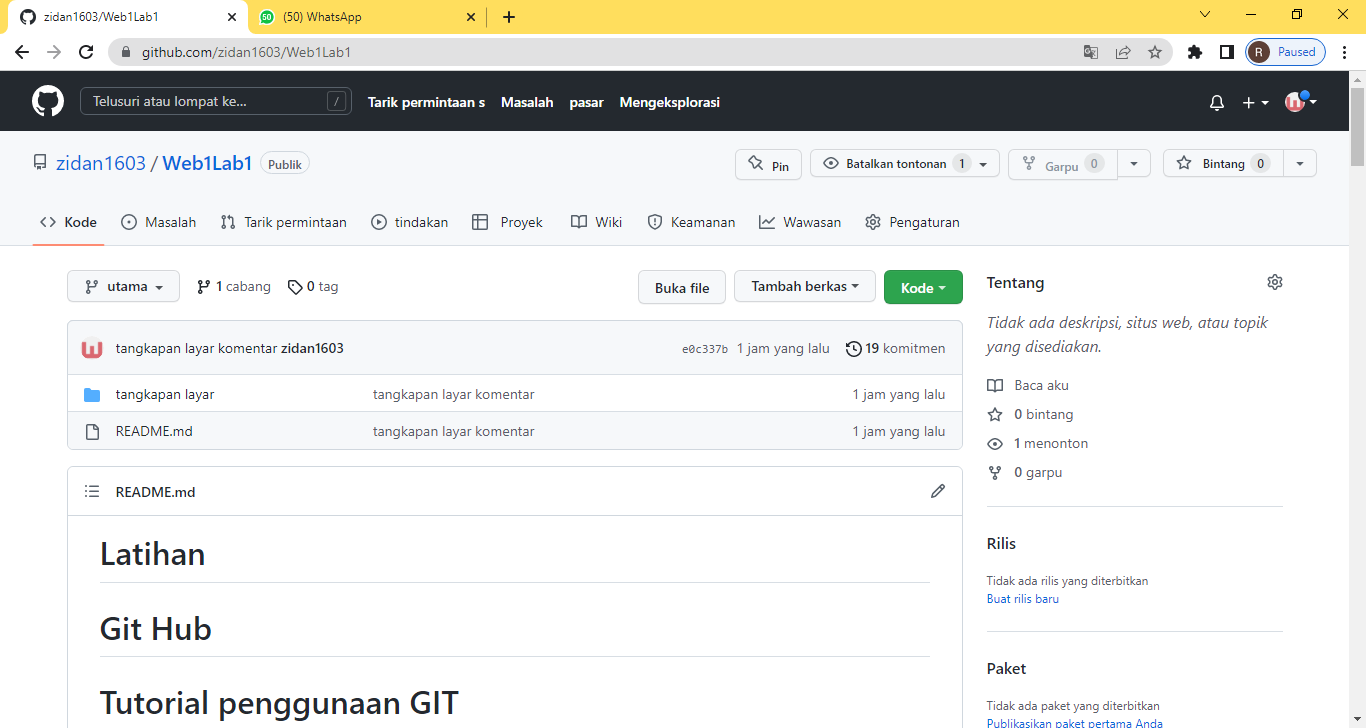 zidan1603/Web1Lab1
50
(50) WhatsApp
github.com/zidan1603/Web1Lab1
R
Paused
Telusuri atau lompat ke...
/
Tarik permintaan s
Masalah
pasar
Mengeksplorasi
zidan1603 / Web1Lab1
Publik
Pin
Batalkan tontonan 1
Garpu 0
Bintang 0
Kode
Masalah
Tarik permintaan
tindakan
Proyek
Wiki
Keamanan
Wawasan
Pengaturan
utama
1 cabang
0 tag
Buka file
Tambah berkas
Kode
Tentang
Tidak ada deskripsi, situs web, atau topik
yang disediakan.
tangkapan layar komentar zidan1603
e0c337b 1 jam yang lalu
19 komitmen
tangkapan layar
tangkapan layar komentar
1 jam yang lalu
README.md
tangkapan layar komentar
1 jam yang lalu
Baca aku
0 bintang
1 menonton
0 garpu
README.md
Latihan
Git Hub
Tutorial penggunaan GIT
Rilis
Tidak ada rilis yang diterbitkan
Buat rilis baru
Paket
Tidak ada paket yang diterbitkan
Publikasikan paket pertama Anda